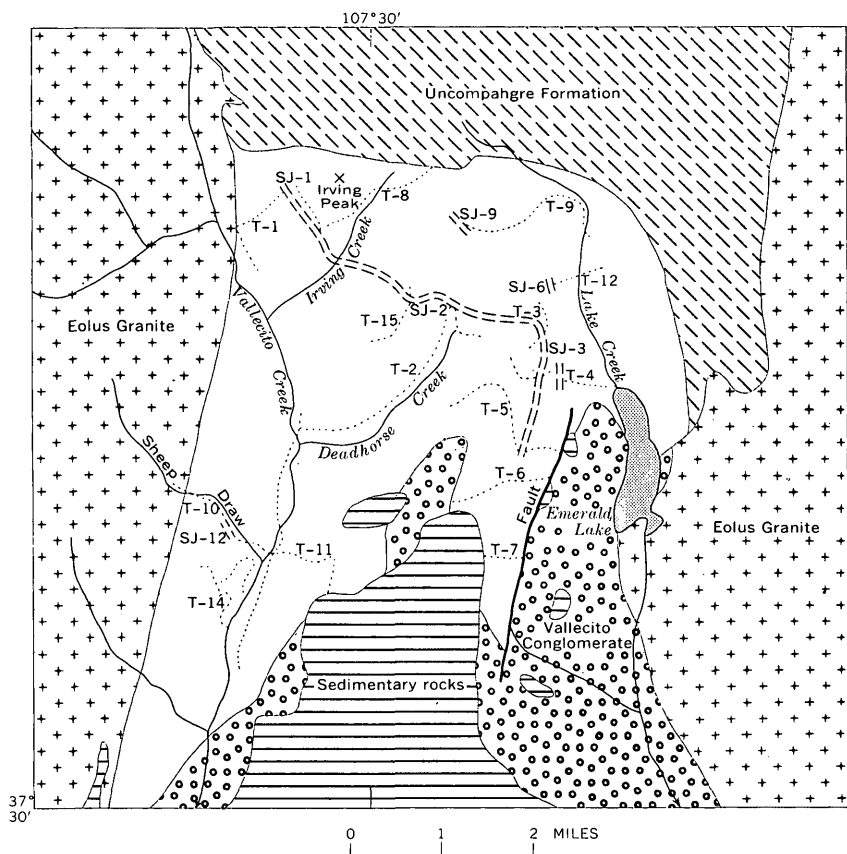 107°30'
Uncompahgre Formation
SJ-1
Irving
Peak
T-8
SJ-9
T-9
T-1
Irving Creek
SJ-6
T-12
Vallecito Creek
Lake Creek
Eolus Granite
T-15
SJ-2
T-3
SJ-3
T-2
T-4
Deadhorse Creek
T-5
Sheep Draw
T-6
Fault
T-10
Emerald
Lake
Eolus Granite
SJ-12
T-11
T-7
T-14
Vallecito
Conglomerate
Sedimentary rocks
37°
30'
0 1 2 MILES